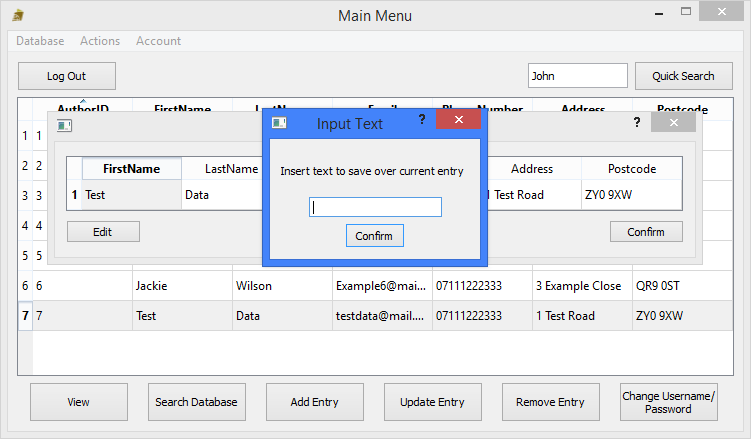 Main Menu
Database Actions Account
Log Out John Quick Search
AuthorID FirstName Address Postcode
1 1
?
Input Text ?
2 2
FirstName LastName Address Postcode
Insert text to save over current entry
3 3
1 Test Data 1 Test Road ZY0 9XW
4 4
Edit Confirm Confirm
5 5
6 6 Jackie Wilson Example6@mai... 07111222333 3 Example Close QR9 0ST
7 7 Test Data testdata@mail.... 07111222333 1 Test Road ZY0 9XW
View Search Database Add Entry Update Entry Remove Entry Change Username/
Password